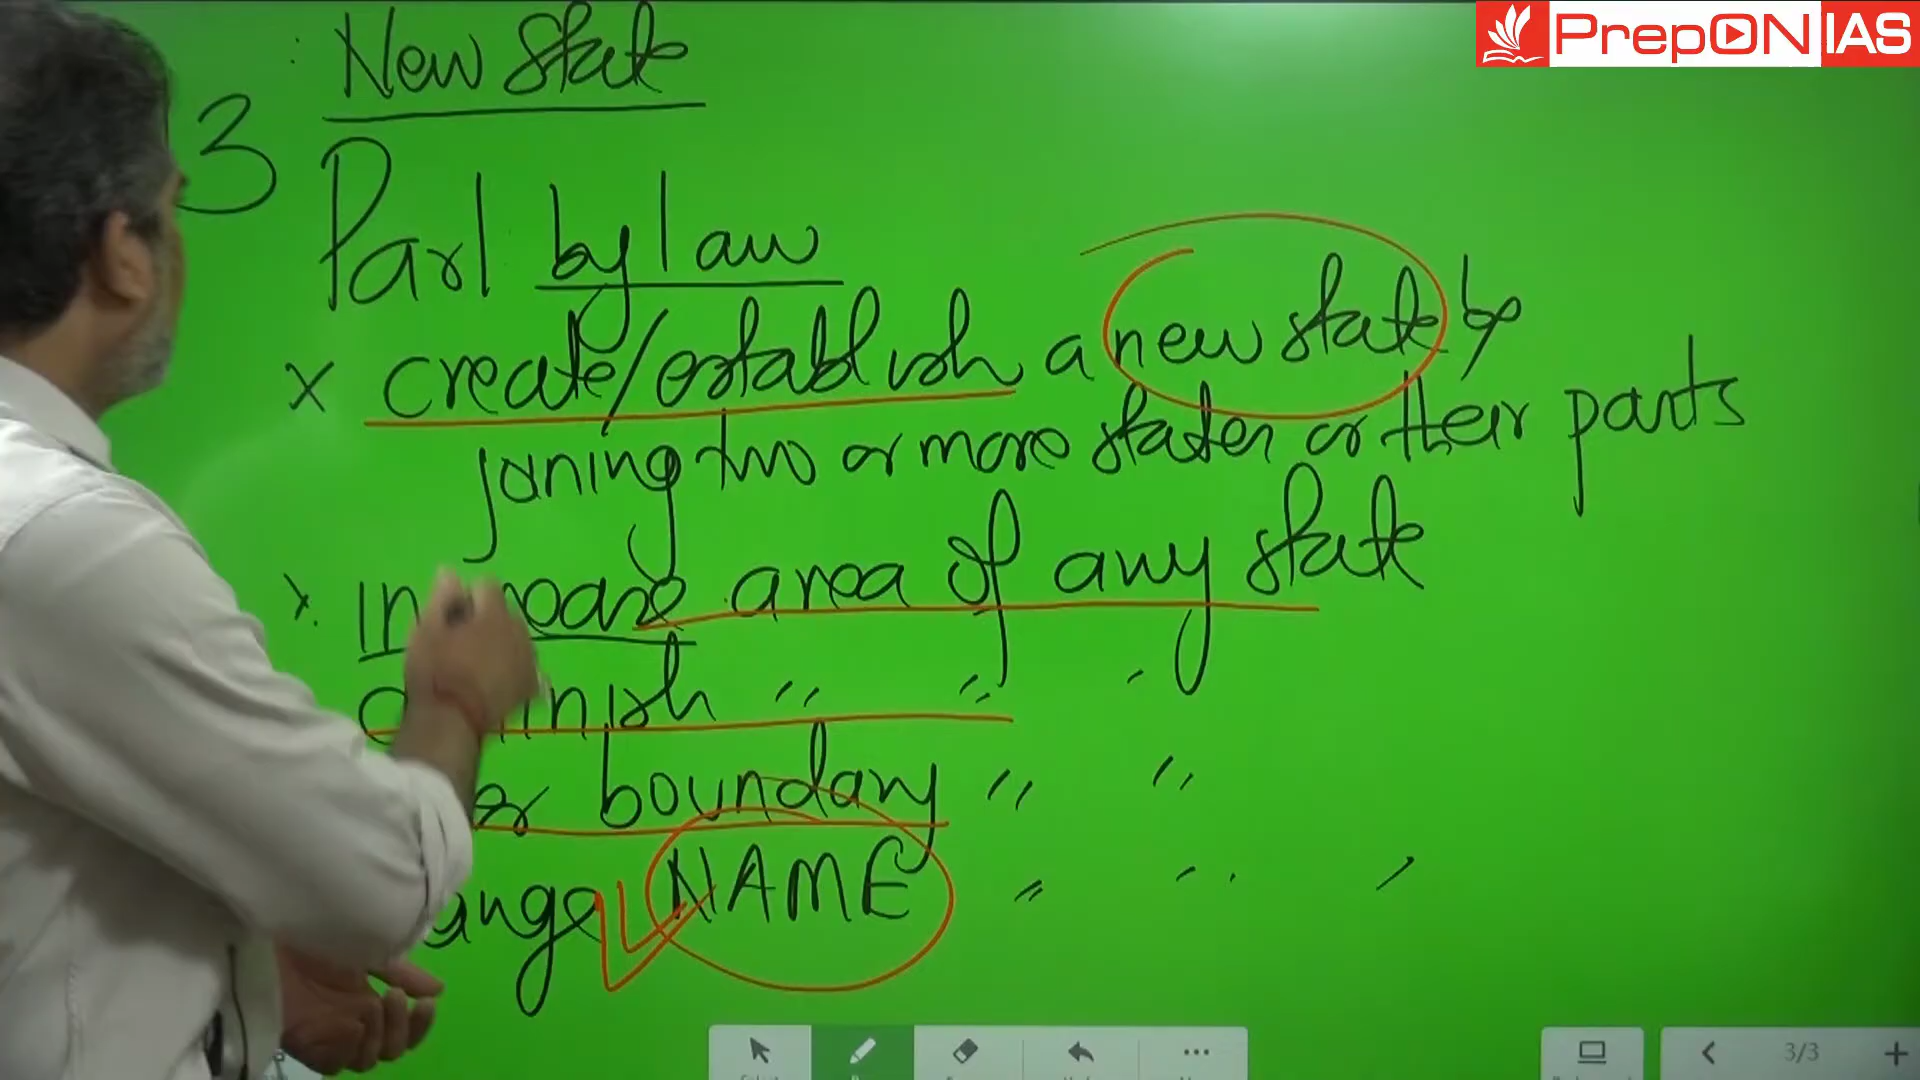 PrepON IAS
New State
3
Parl by law
x create/establish a new state by
joining two or more states or their parts
x. area of any state
" " "
boundary " "
NAME " " "
3/3